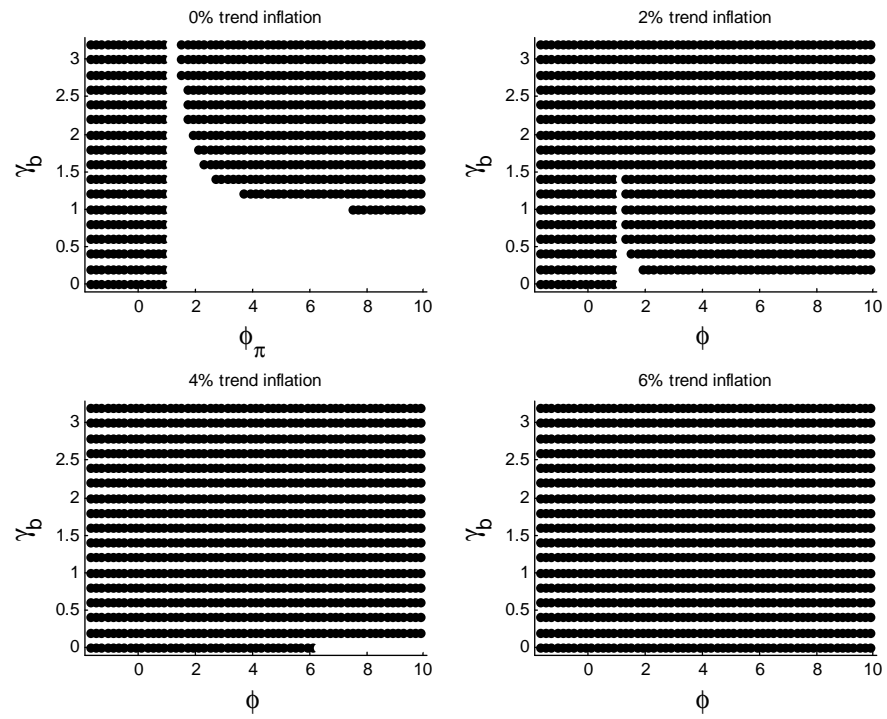 0% trend inflation
3
2.5
2
1.5
1
0.5
0
γb
0 2 4 6 8 10
ϕπ
2% trend inflation
3
2.5
2
1.5
1
0.5
0
γb
0 2 4 6 8 10
ϕ
4% trend inflation
3
2.5
2
1.5
1
0.5
0
γb
0 2 4 6 8 10
ϕ
6% trend inflation
3
2.5
2
1.5
1
0.5
0
γb
0 2 4 6 8 10
ϕ